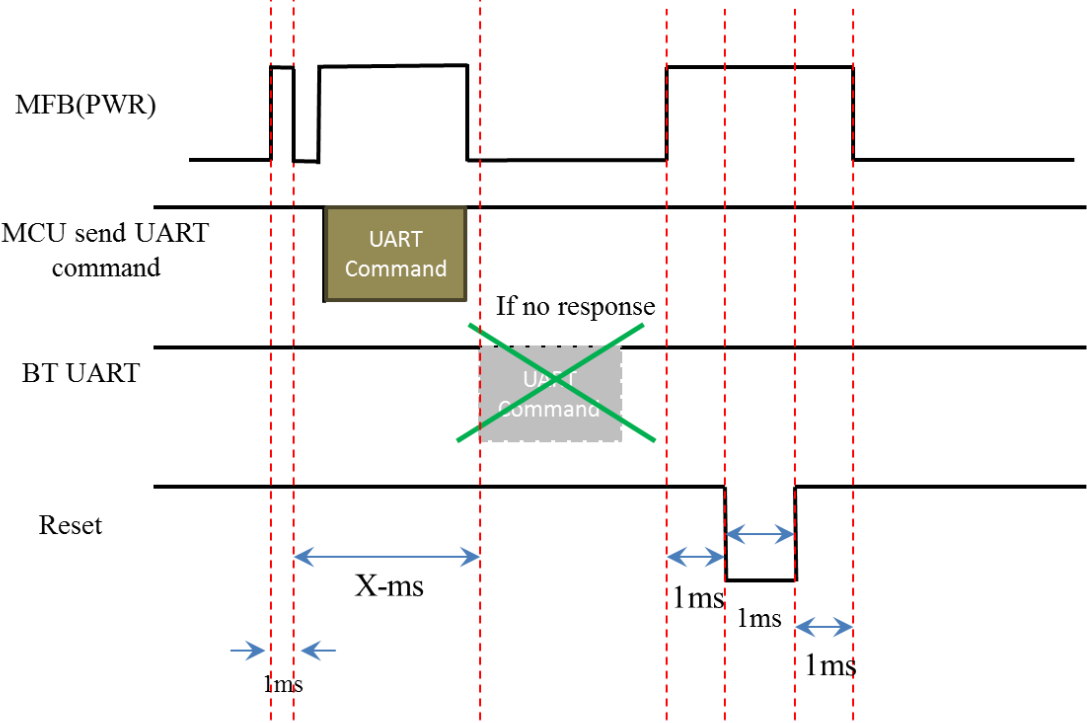 MFB(PWR)
MCU send UART
command
UART
Command
If no response
BT UART
UART
Command
Reset
X-ms
1ms
1ms
1ms
1ms